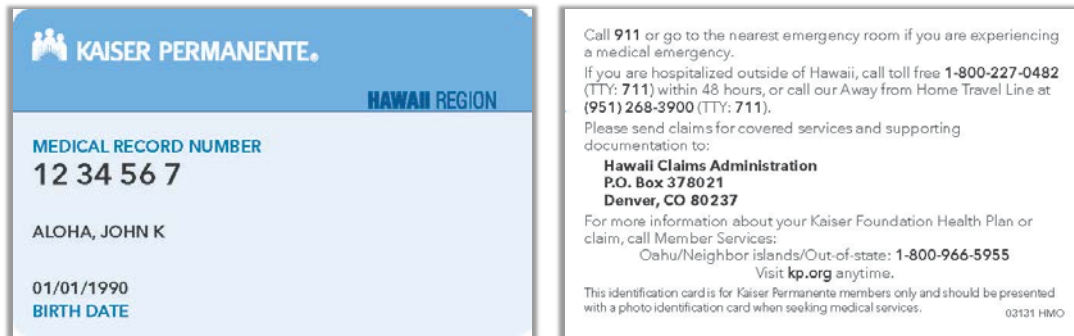 KAISER PERMANENTE®
HAWAII REGION
MEDICAL RECORD NUMBER
12 34 56 7
ALOHA, JOHN K
01/01/1990
BIRTH DATE
Call 911 or go to the nearest emergency room if you are experiencing
a medical emergency.
If you are hospitalized outside of Hawaii, call toll free 1-800-227-0482
(TTY: 711) within 48 hours, or call our Away from Home Travel Line at
(951) 268-3900 (TTY: 711).
Please send claims for covered services and supporting
documentation to:
Hawaii Claims Administration
P.O. Box 378021
Denver, CO 80237
For more information about your Kaiser Foundation Health Plan or
claim, call Member Services:
Oahu/Neighbor islands/Out-of-state: 1-800-966-5955
Visit kp.org anytime.
This identification card is for Kaiser Permanente members only and should be presented
with a photo identification card when seeking medical services.
03131 HMO